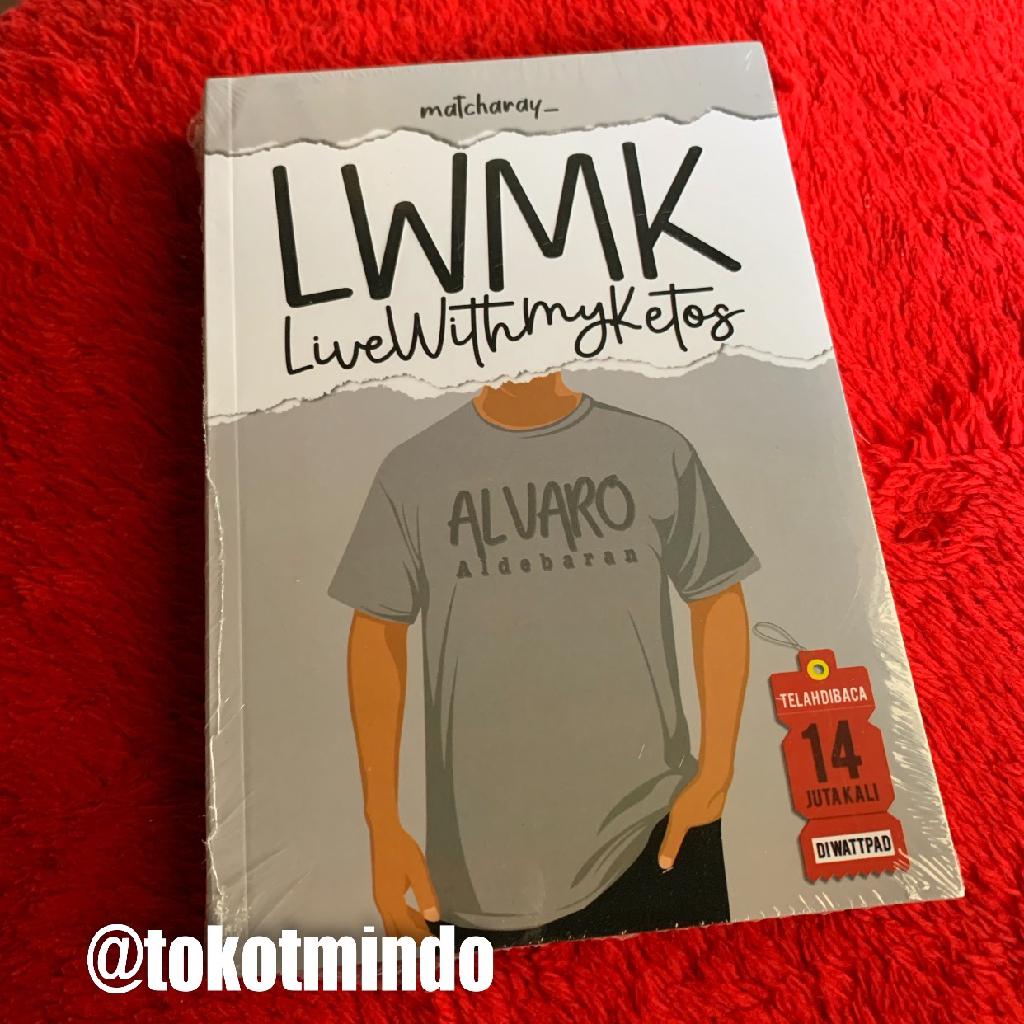 matcharay_
LWMK
LiveWithMyKetos
ALVARO
Aldebaran
TELAHDIBACA
14
JUTAKALI
DIWATTPAD
@tokotmindo